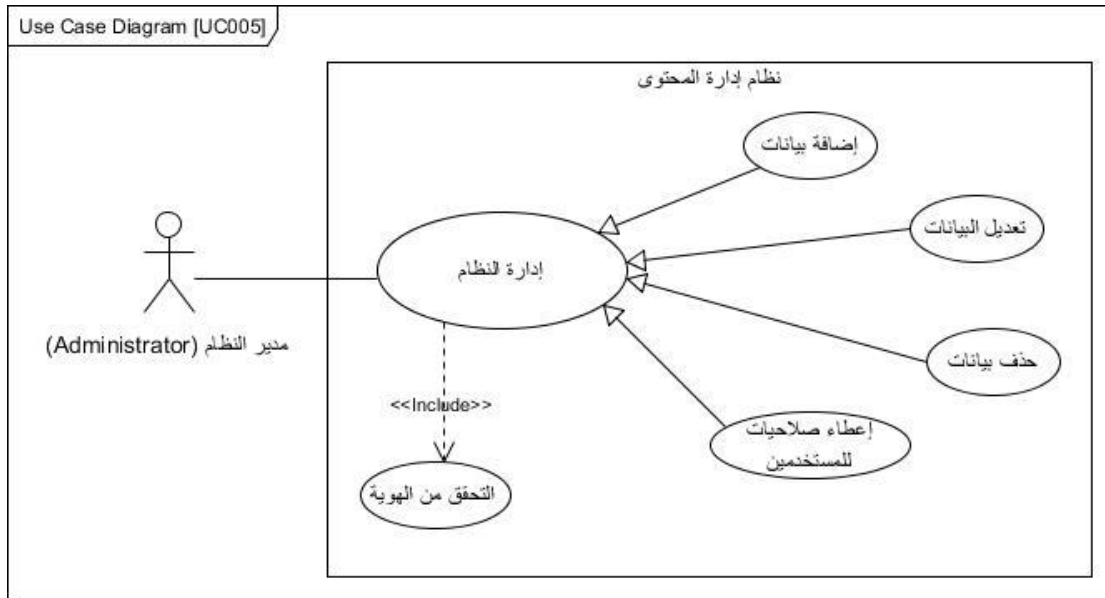 Use Case Diagram [UC005]
نظام إدارة المحتوى
إضافة بيانات
تعديل البيانات
إدارة النظام
مدير النظام (Administrator)
حذف بيانات
<<Include>>
إعطاء صلاحيات
للمستخدمين
التحقق من الهوية